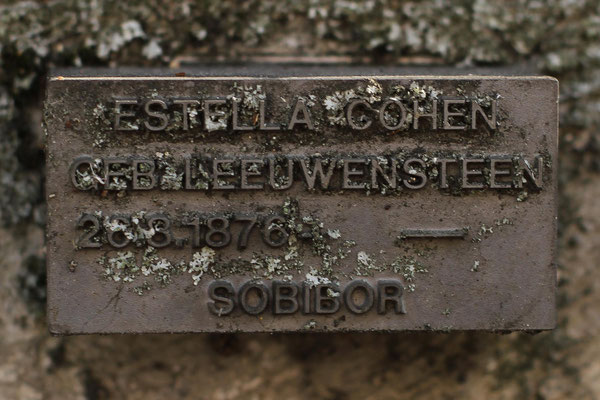 ESTELLA COHEN
GEB. LEEUWENSTEEN
26.3.1876 –
SOBIBOR